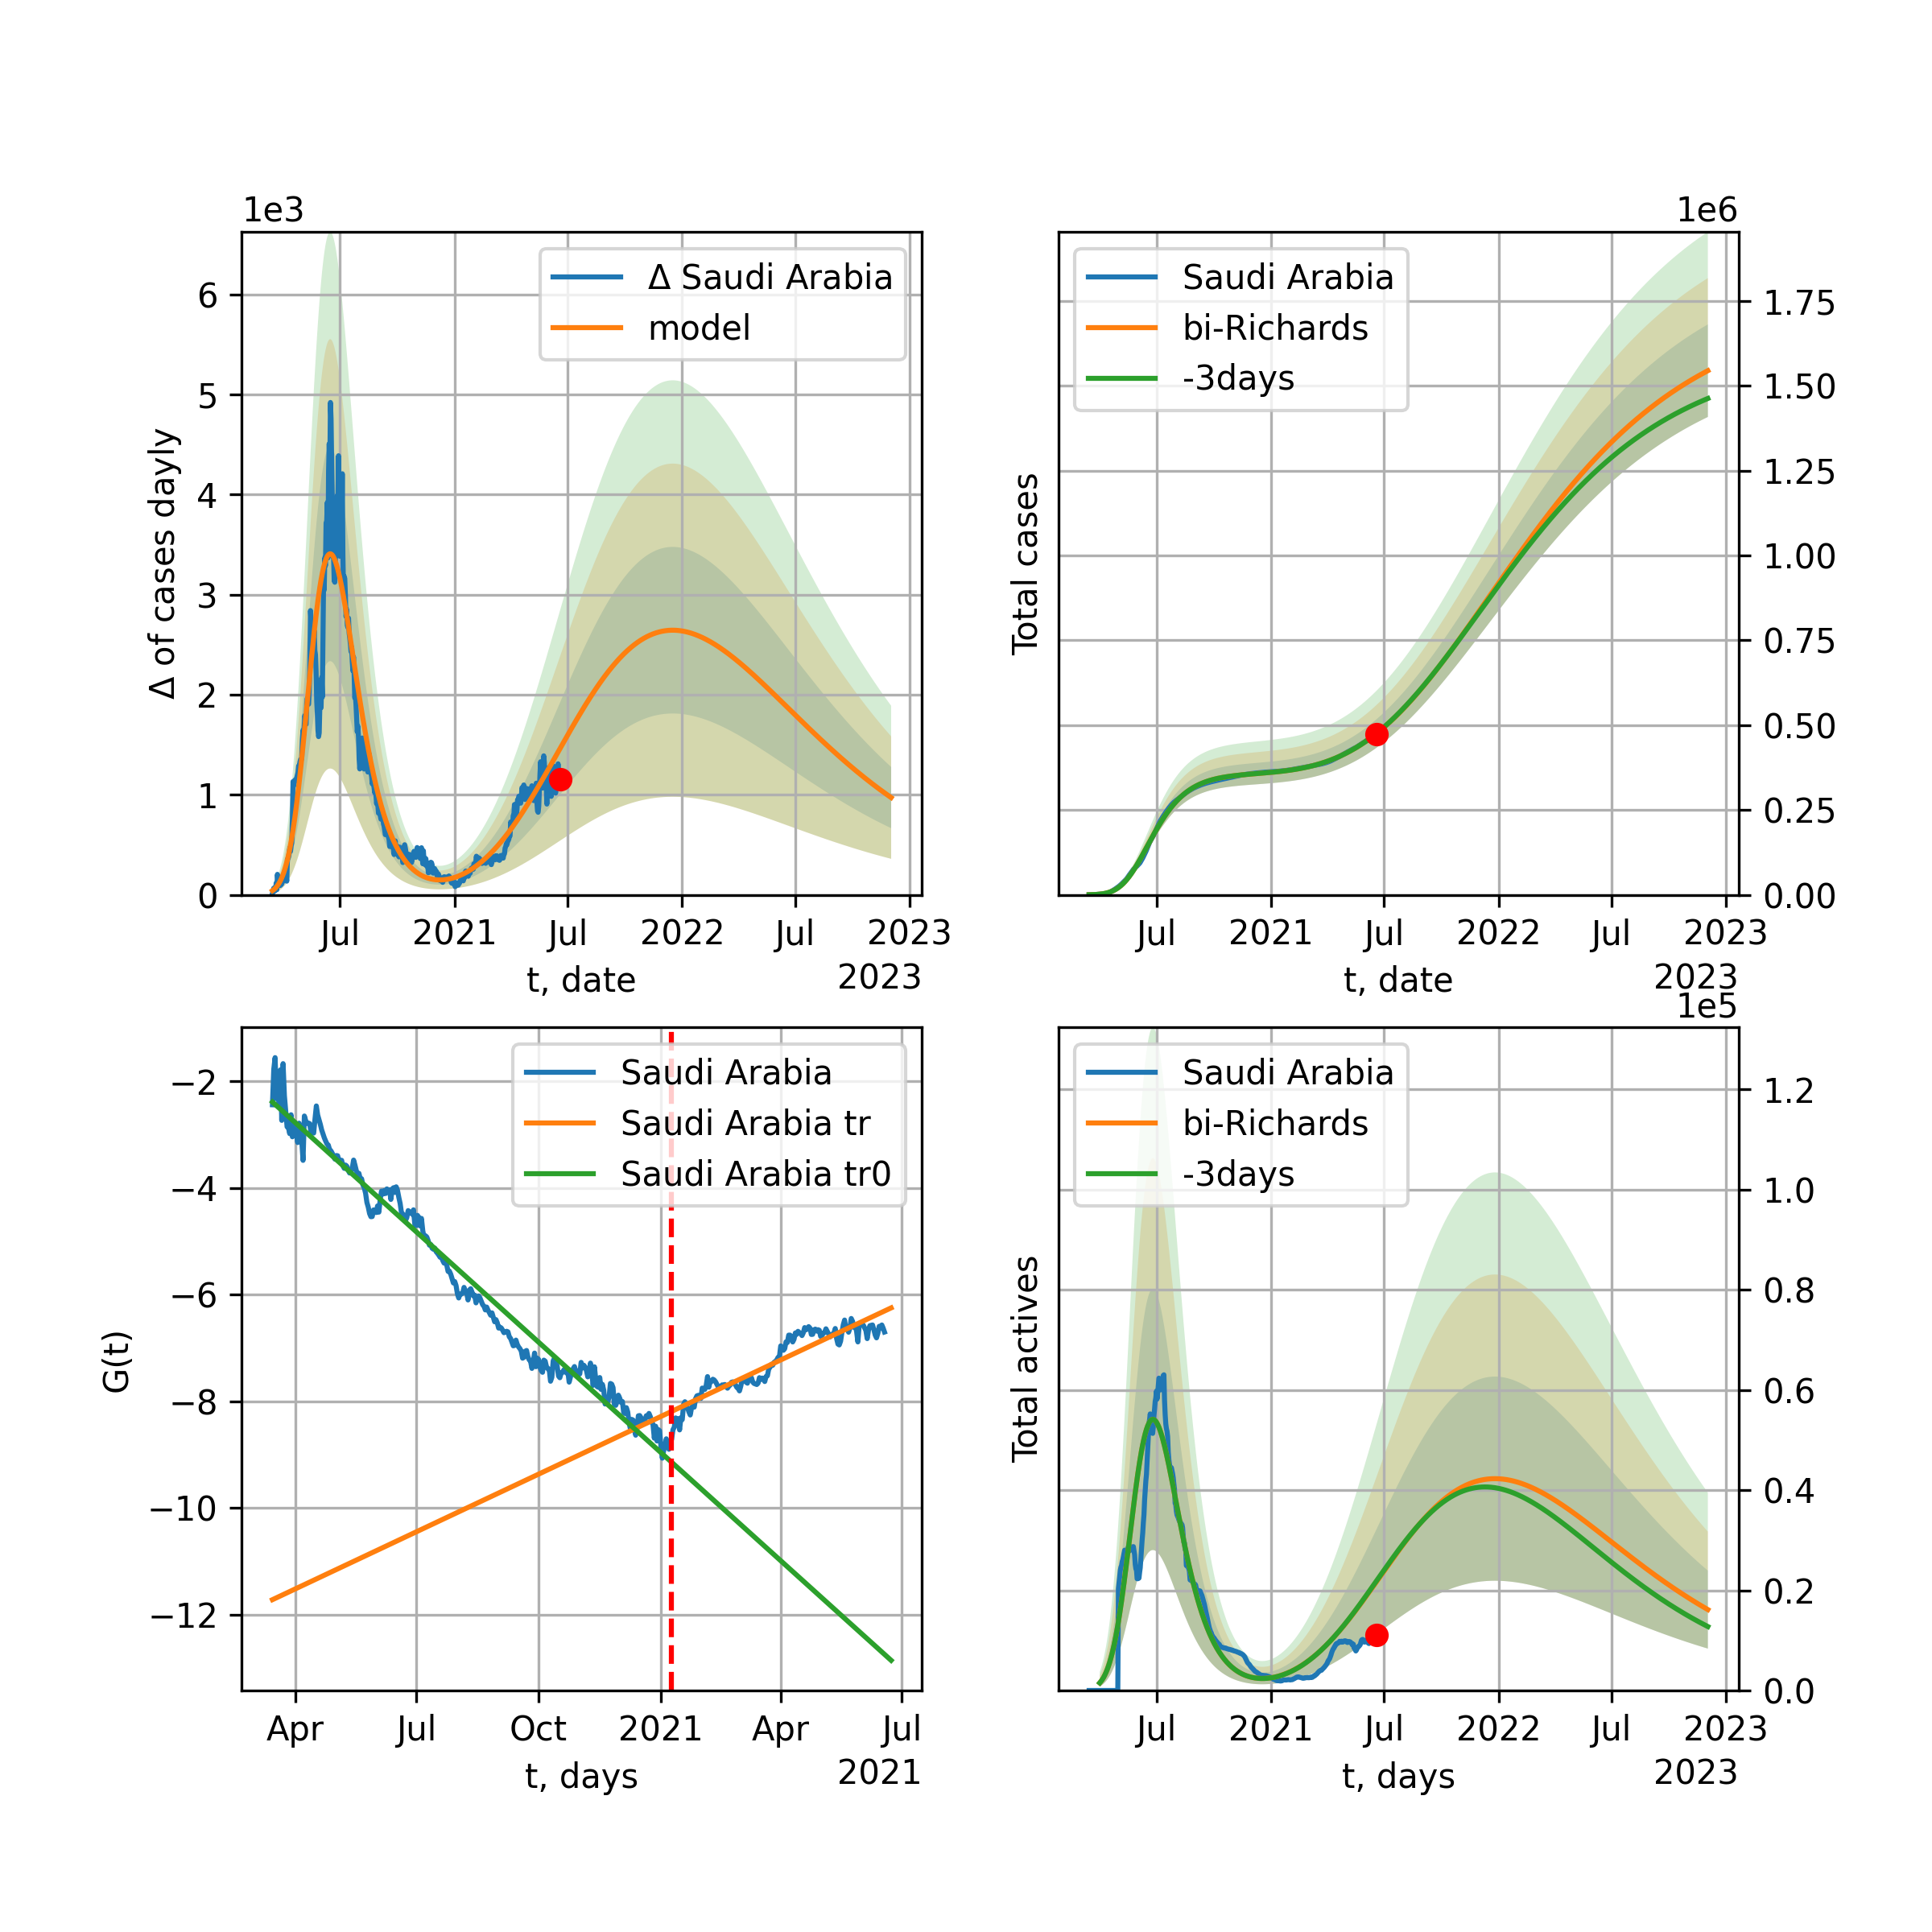 1e3
Δ of cases dayly
6
5
4
3
2
1
0
Δ Saudi Arabia
model
Jul
2021
Jul
2022
Jul
2023
t, date
2023
1e6
Total cases
Saudi Arabia
bi-Richards
-3days
1.75
1.50
1.25
1.00
0.75
0.50
0.25
0.00
Jul
2021
Jul
2022
Jul
2023
t, date
2023
G(t)
−2
−4
−6
−8
−10
−12
Saudi Arabia
Saudi Arabia tr
Saudi Arabia tr0
Apr
Jul
Oct
2021
Apr
Jul
t, days
2021
1e5
Total actives
Saudi Arabia
bi-Richards
-3days
1.2
1.0
0.8
0.6
0.4
0.2
0.0
Jul
2021
Jul
2022
Jul
2023
t, days
2023